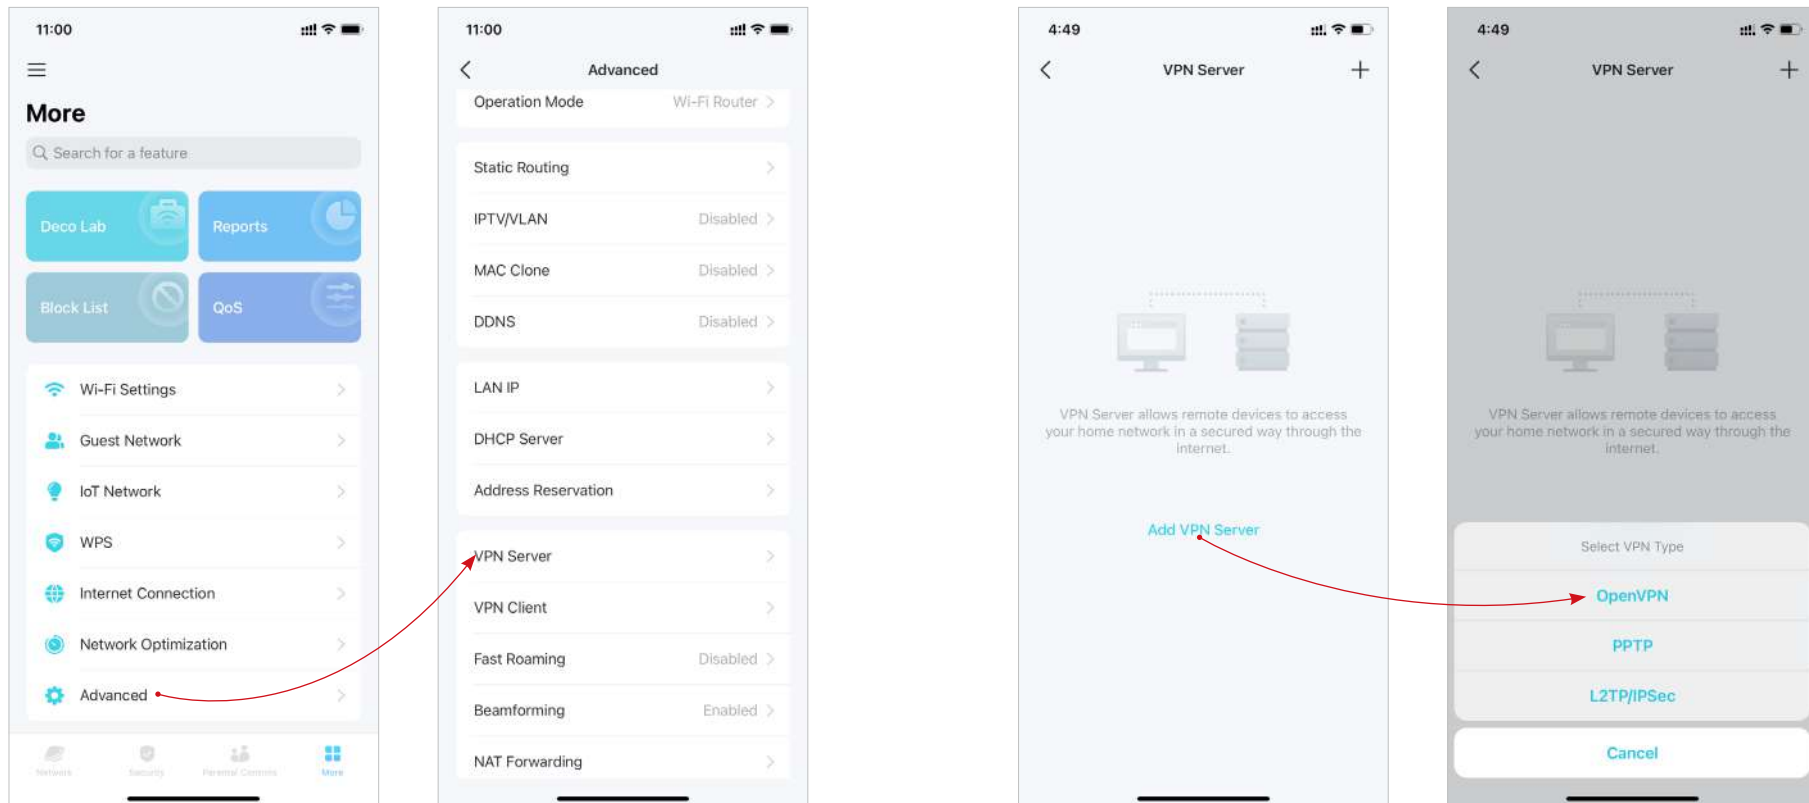 11:00
More
Search for a feature
Deco Lab
Reports
Block List
QoS
Wi-Fi Settings
Guest Network
IoT Network
WPS
Internet Connection
Network Optimization
Advanced
Network
Security
Parental Controls
More
11:00
Advanced
Operation Mode
Wi-Fi Router
Static Routing
IPTV/VLAN
Disabled
MAC Clone
Disabled
DDNS
Disabled
LAN IP
DHCP Server
Address Reservation
VPN Server
VPN Client
Fast Roaming
Disabled
Beamforming
Enabled
NAT Forwarding
4:49
VPN Server
VPN Server allows remote devices to access
your home network in a secured way through the
internet.
Add VPN Server
4:49
VPN Server
VPN Server allows remote devices to access
your home network in a secured way through the
internet.
Select VPN Type
OpenVPN
PPTP
L2TP/IPSec
Cancel